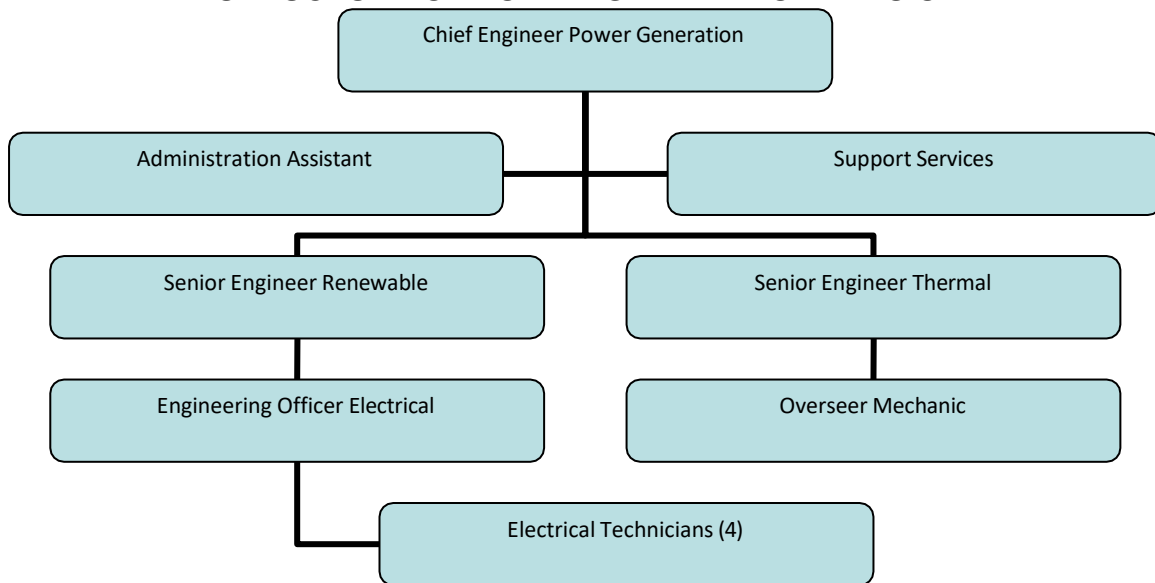 Chief Engineer Power Generation
Administration Assistant
Support Services
Senior Engineer Renewable
Senior Engineer Thermal
Engineering Officer Electrical
Overseer Mechanic
Electrical Technicians (4)